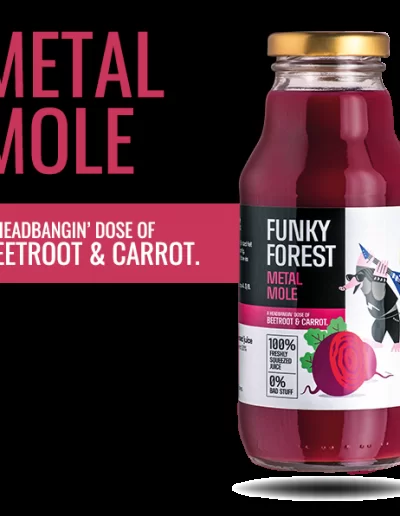 METAL
MOLE
HEADBANGIN' DOSE OF
BEETROOT & CARROT.
FUNKY
FOREST
METAL
MOLE
A HEADBANGIN' DOSE OF
BEETROOT & CARROT.
100%
FRESHLY
SQUEEZED
JUICE
0%
BAD STUFF